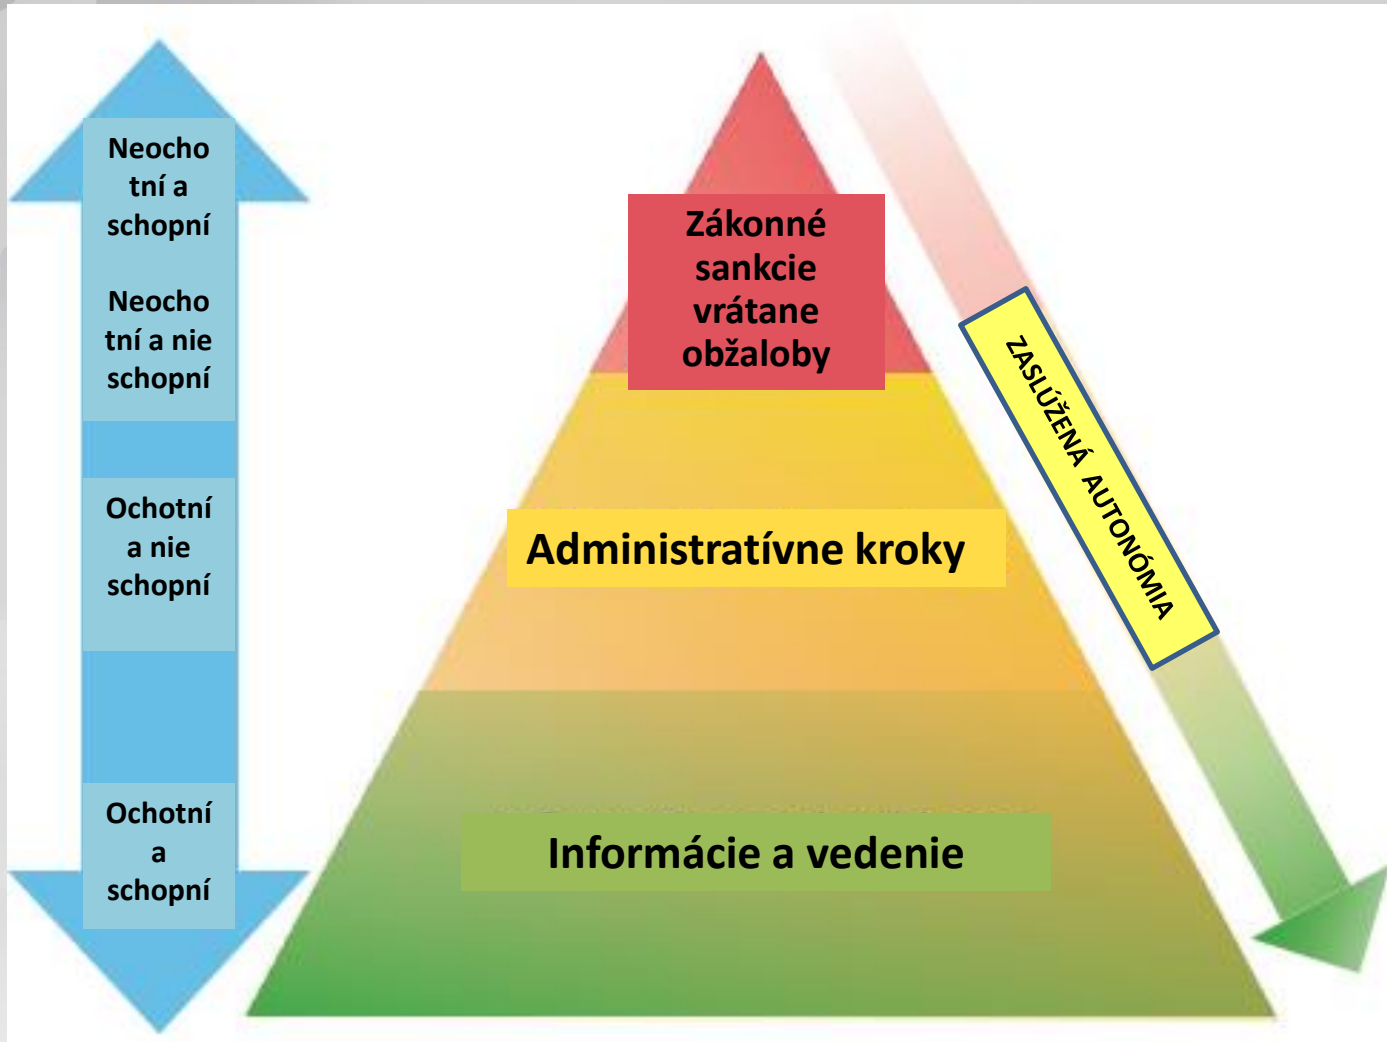 Neocho
tní a
schopní
Neocho
tní a nie
schopní
Ochotní
a nie
schopní
Ochotní
a
schopní
Zákonné
sankcie
vrátane
obžaloby
Administratívne kroky
Informácie a vedenie
ZASLÚŽENÁ AUTONÓMIA